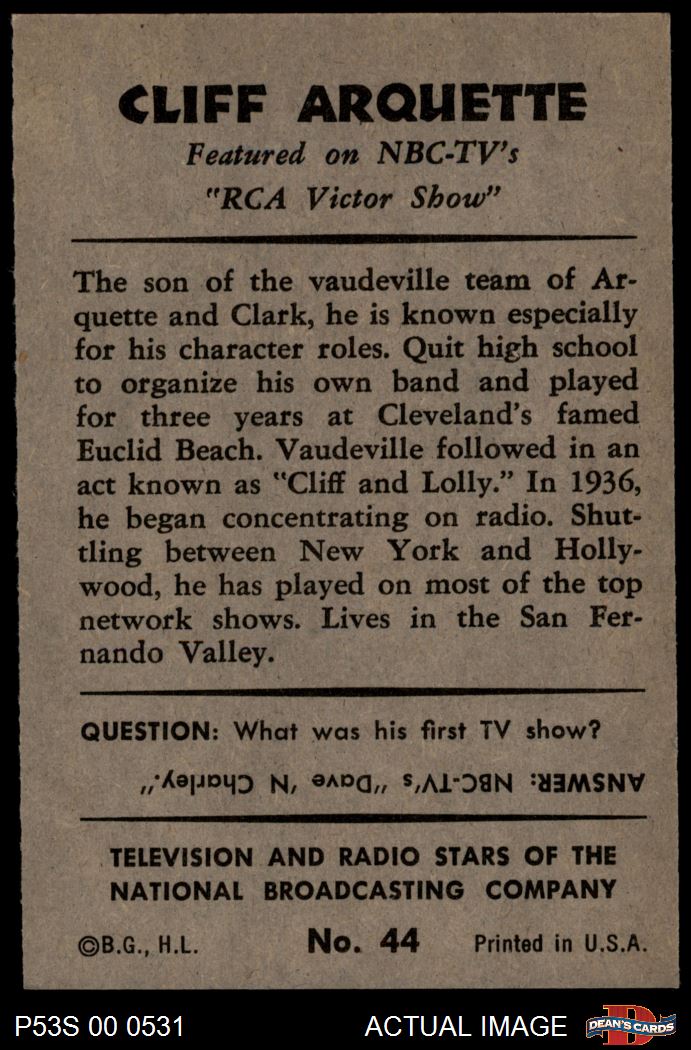 CLIFF ARQUETTE
Featured on NBC-TV's
"RCA Victor Show"
The son of the vaudeville team of Ar-
quette and Clark, he is known especially
for his character roles. Quit high school
to organize his own band and played
for three years at Cleveland's famed
Euclid Beach. Vaudeville followed in an
act known as "Cliff and Lolly." In 1936,
he began concentrating on radio. Shut-
tling between New York and Holly-
wood, he has played on most of the top
network shows. Lives in the San Fer-
nando Valley.
QUESTION: What was his first TV show?
ANSWER: NBC-TV's "Dave 'N Charley."
TELEVISION AND RADIO STARS OF THE
NATIONAL BROADCASTING COMPANY
©B.G., H.L. No. 44 Printed in U.S.A.
P53S 00 0531 ACTUAL IMAGE D DEAN'S CARDS